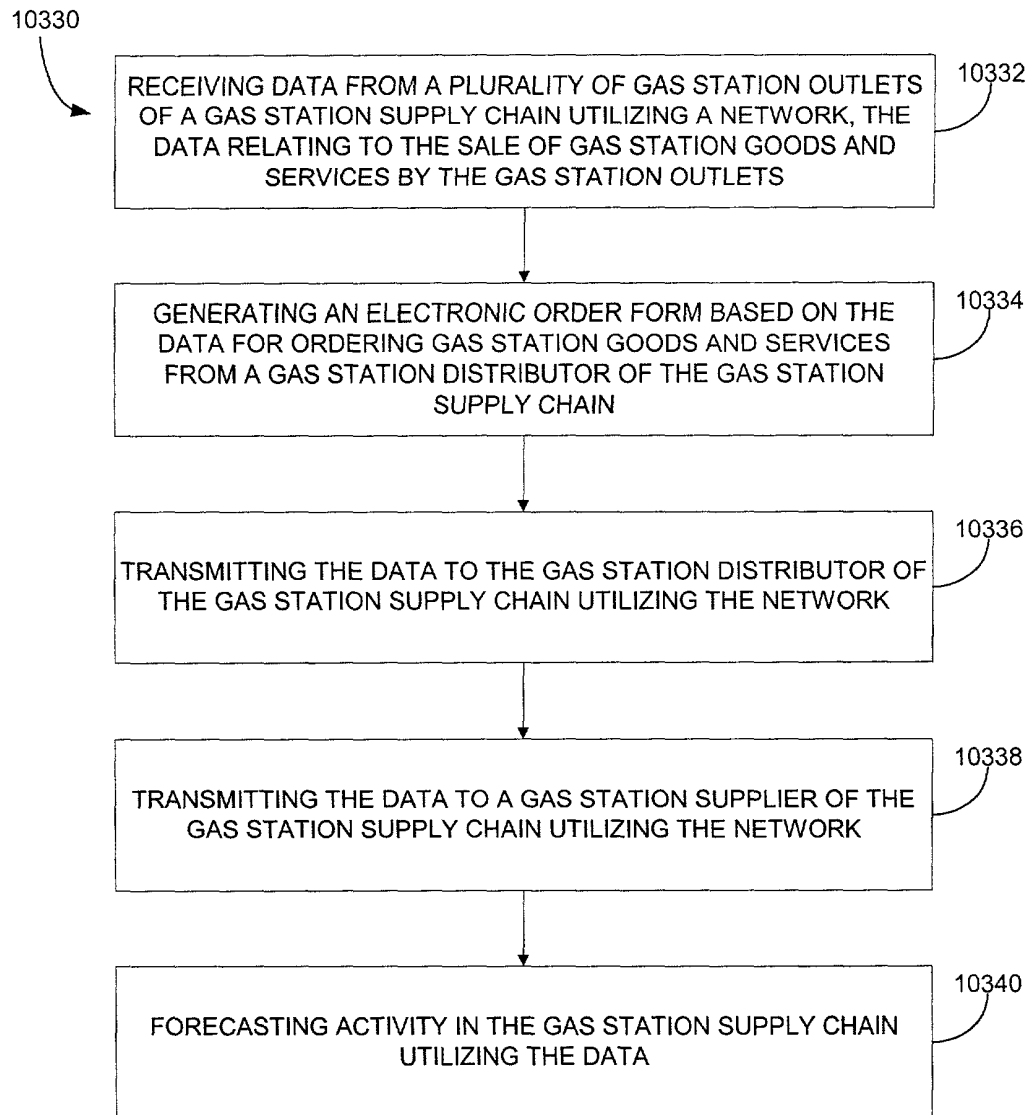 10330
RECEIVING DATA FROM A PLURALITY OF GAS STATION OUTLETS
OF A GAS STATION SUPPLY CHAIN UTILIZING A NETWORK, THE
DATA RELATING TO THE SALE OF GAS STATION GOODS AND
SERVICES BY THE GAS STATION OUTLETS
10332
GENERATING AN ELECTRONIC ORDER FORM BASED ON THE
DATA FOR ORDERING GAS STATION GOODS AND SERVICES
FROM A GAS STATION DISTRIBUTOR OF THE GAS STATION
SUPPLY CHAIN
10334
TRANSMITTING THE DATA TO THE GAS STATION DISTRIBUTOR OF
THE GAS STATION SUPPLY CHAIN UTILIZING THE NETWORK
10336
TRANSMITTING THE DATA TO A GAS STATION SUPPLIER OF THE
GAS STATION SUPPLY CHAIN UTILIZING THE NETWORK
10338
FORECASTING ACTIVITY IN THE GAS STATION SUPPLY CHAIN
UTILIZING THE DATA
10340